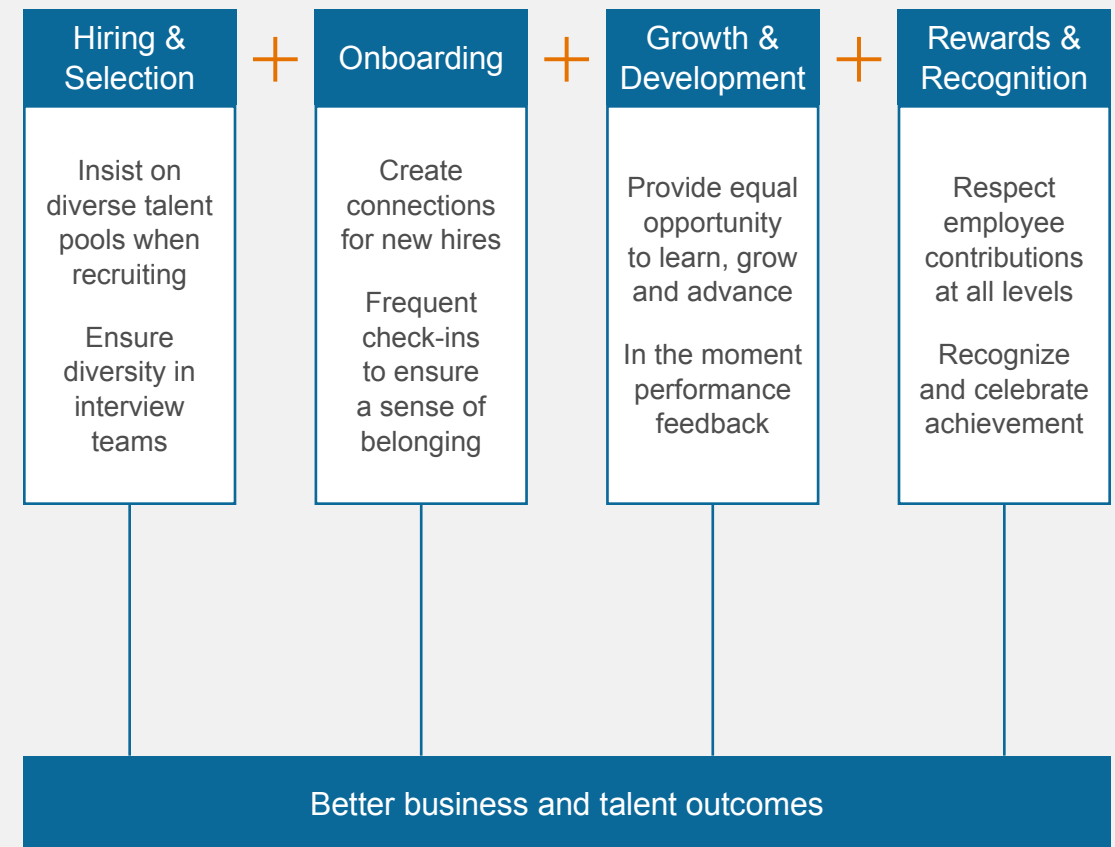 Hiring &
Selection
Insist on
diverse talent
pools when
recruiting
Ensure
diversity in
interview
teams
+
Onboarding
Create
connections
for new hires
Frequent
check-ins
to ensure
a sense of
belonging
+
Growth &
Development
Provide equal
opportunity
to learn, grow
and advance
In the moment
performance
feedback
+
Rewards &
Recognition
Respect
employee
contributions
at all levels
Recognize
and celebrate
achievement
Better business and talent outcomes